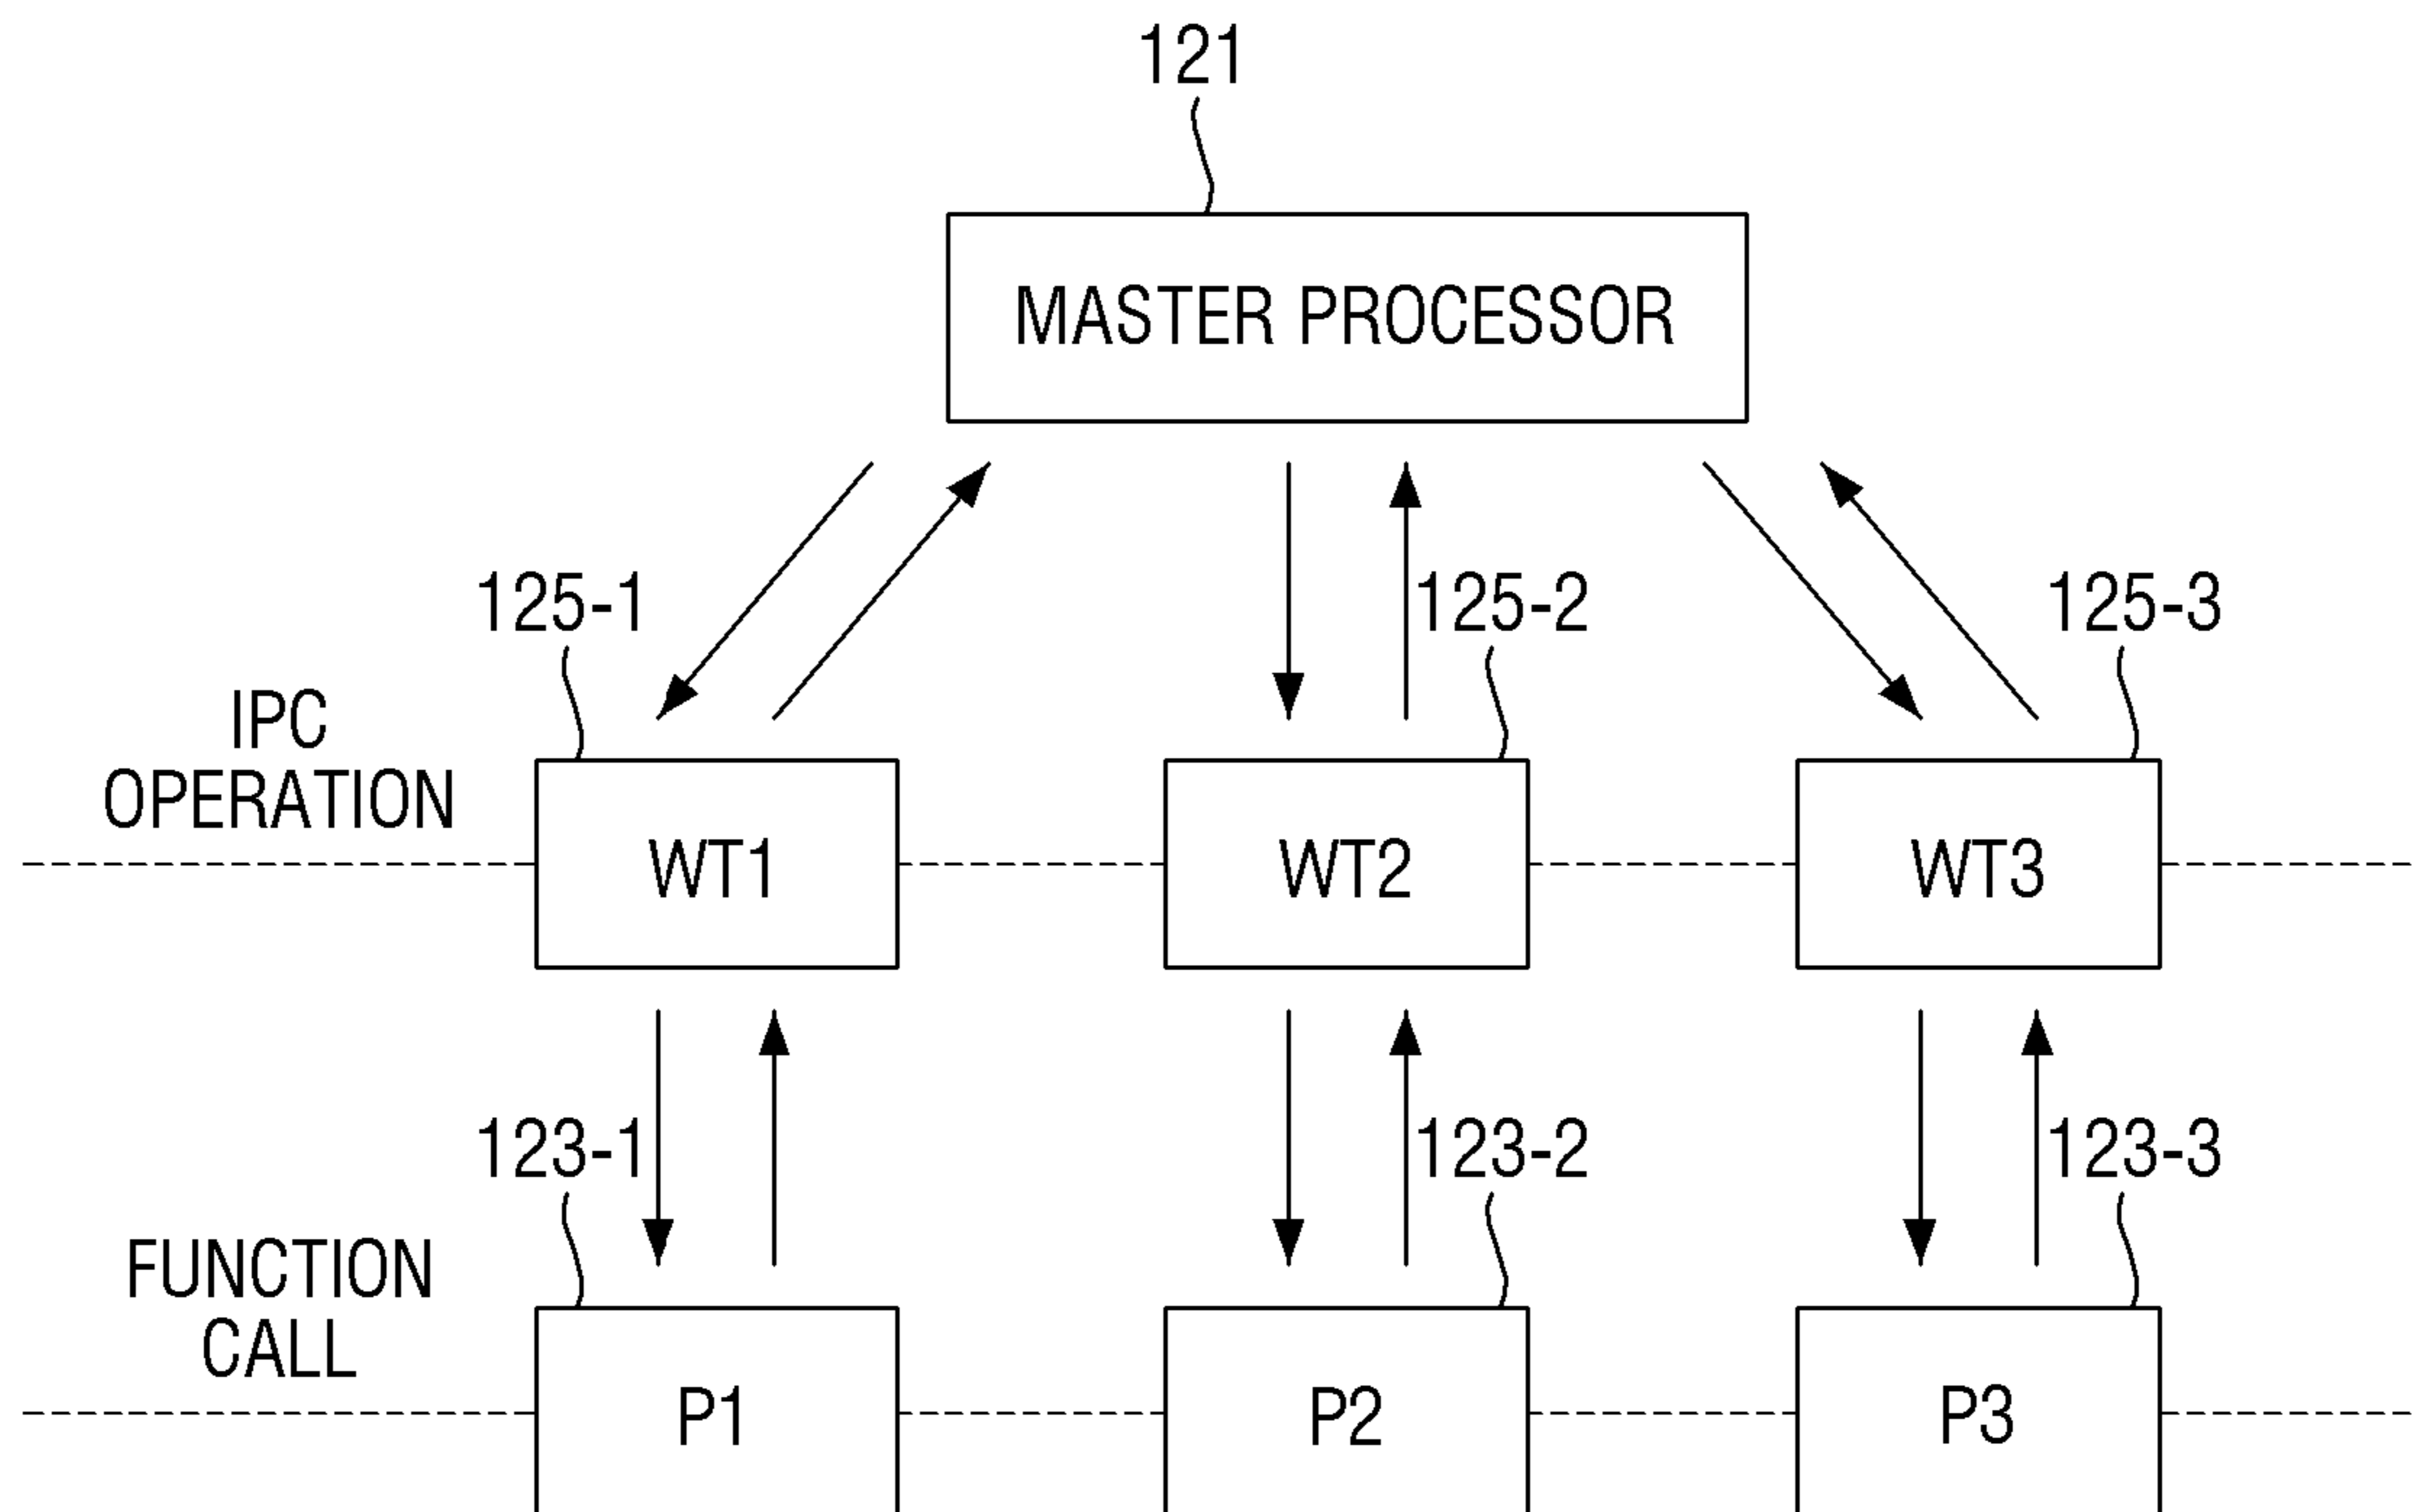 121
MASTER PROCESSOR
125-1
125-2
125-3
IPC
OPERATION
WT1
WT2
WT3
123-1
123-2
123-3
FUNCTION
CALL
P1
P2
P3